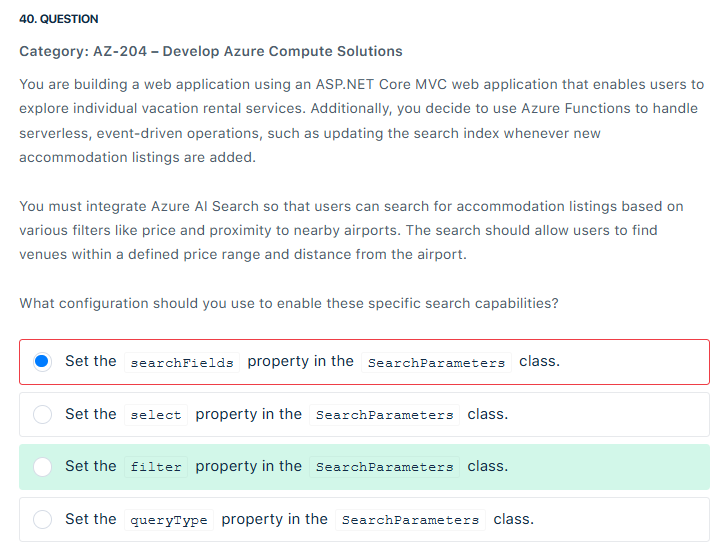 40. QUESTION
Category: AZ-204 – Develop Azure Compute Solutions
You are building a web application using an ASP.NET Core MVC web application that enables users to
explore individual vacation rental services. Additionally, you decide to use Azure Functions to handle
serverless, event-driven operations, such as updating the search index whenever new
accommodation listings are added.
You must integrate Azure AI Search so that users can search for accommodation listings based on
various filters like price and proximity to nearby airports. The search should allow users to find
venues within a defined price range and distance from the airport.
What configuration should you use to enable these specific search capabilities?
Set the searchFields property in the SearchParameters class.
Set the select property in the SearchParameters class.
Set the filter property in the SearchParameters class.
Set the queryType property in the SearchParameters class.